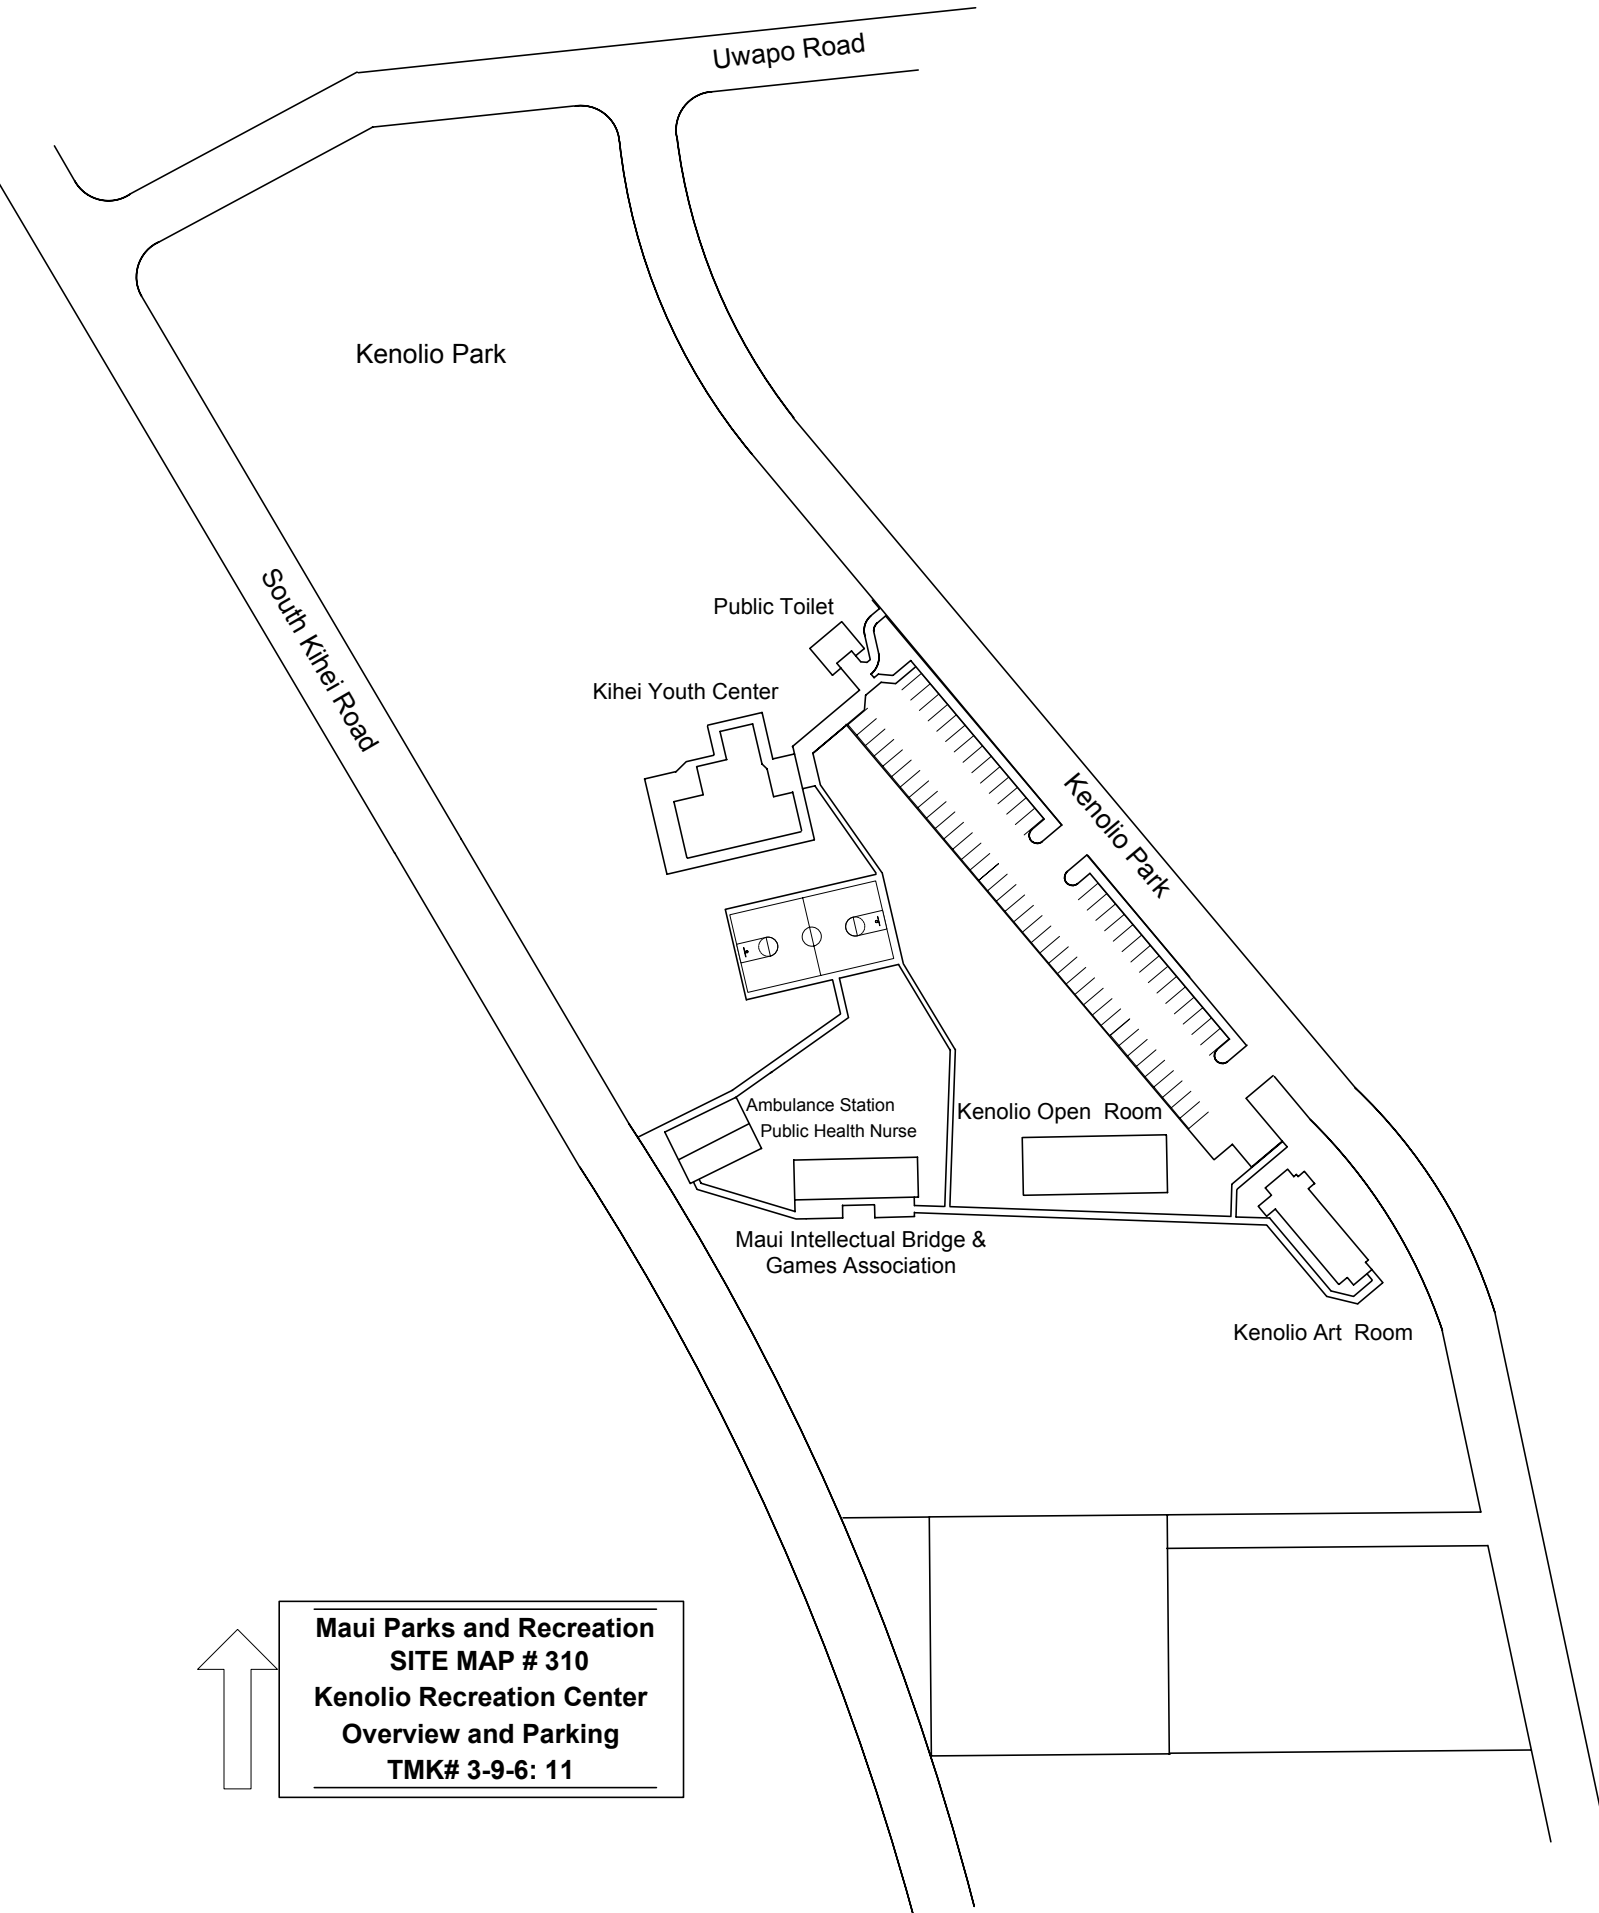 Uwapo Road
Kenolio Park
South Kihei Road
Public Toilet
Kihei Youth Center
Kenolio Park
Ambulance Station
Public Health Nurse
Kenolio Open Room
Maui Intellectual Bridge &
Games Association
Kenolio Art Room
Maui Parks and Recreation
SITE MAP # 310
Kenolio Recreation Center
Overview and Parking
TMK# 3-9-6: 11